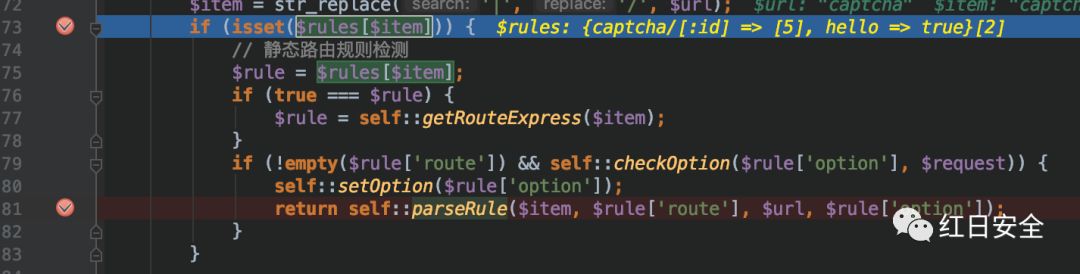 72 $item = str_replace( search: '|', replace: '/', $url); $url: "captcha" $item: "captc
73 if (isset($rules[$item])) { $rules: {captcha/[:id] => [5], hello => true}[2]
// 静态路由规则检测
75 $rule = $rules[$item];
76 if (true === $rule) {
77 $rule = self::getRouteExpress($item);
78 }
79 if (!empty($rule['route']) && self::checkOption($rule['option'], $request)) {
80 self::setOption($rule['option']);
81 return self::parseRule($item, $rule['route'], $url, $rule['option']);
82 }
83 }
红日安全